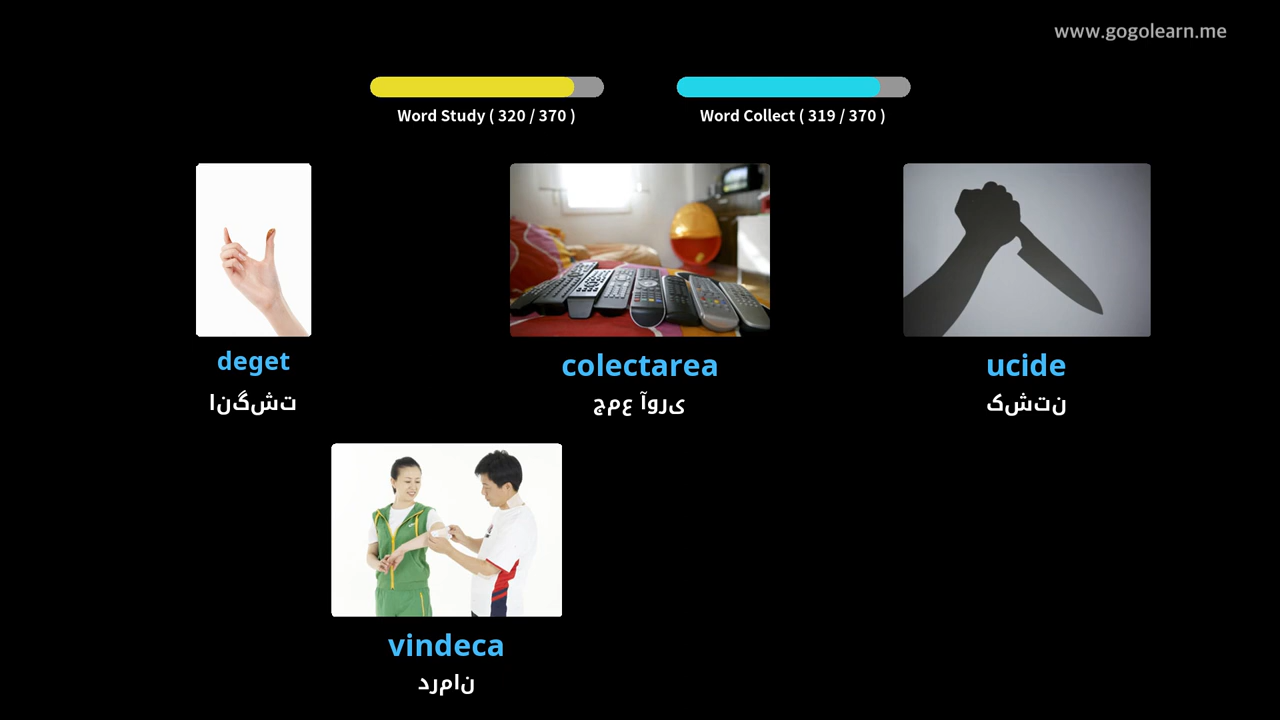 www.gogolearn.me
Word Study ( 320 / 370 )
Word Collect ( 319 / 370 )
deget
انگشت
colectarea
جمع آوری
ucide
کشتن
vindeca
درمان